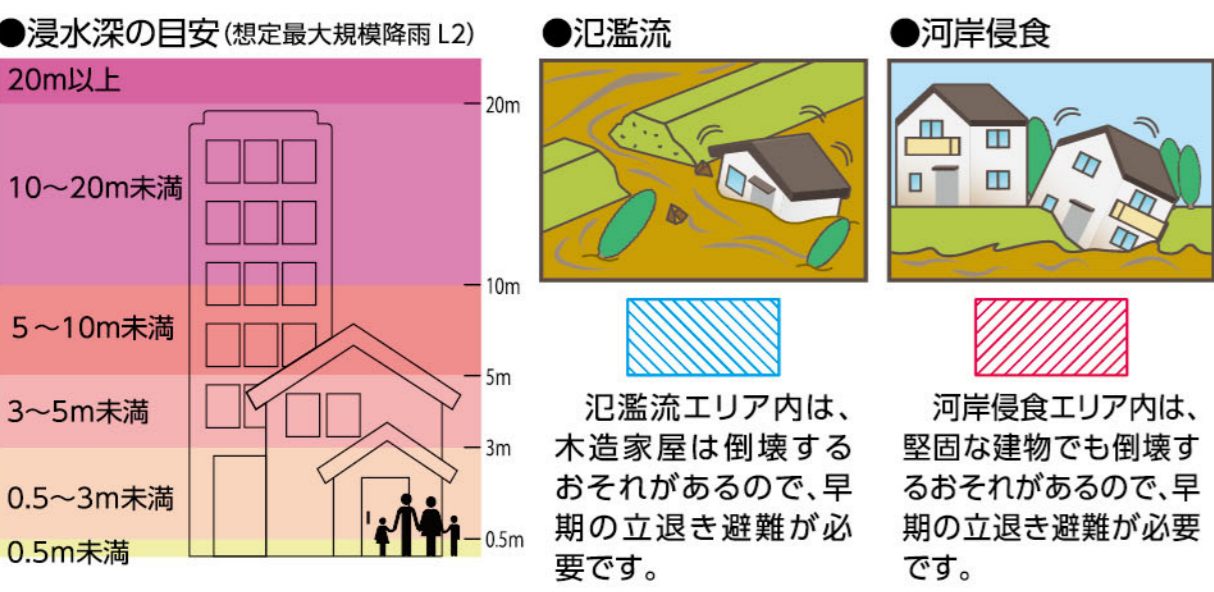 ●浸水深の目安(想定最大規模降雨 L2)
20m以上
20m
10～20m未満
10m
5～10m未満
5m
3～5m未満
3m
0.5～3m未満
0.5m
0.5m未満
●氾濫流
氾濫流エリア内は、
木造家屋は倒壊する
おそれがあるので、早
期の立退き避難が必
要です。
●河岸侵食
河岸侵食エリア内は、
堅固な建物でも倒壊す
るおそれがあるので、早
期の立退き避難が必要
です。